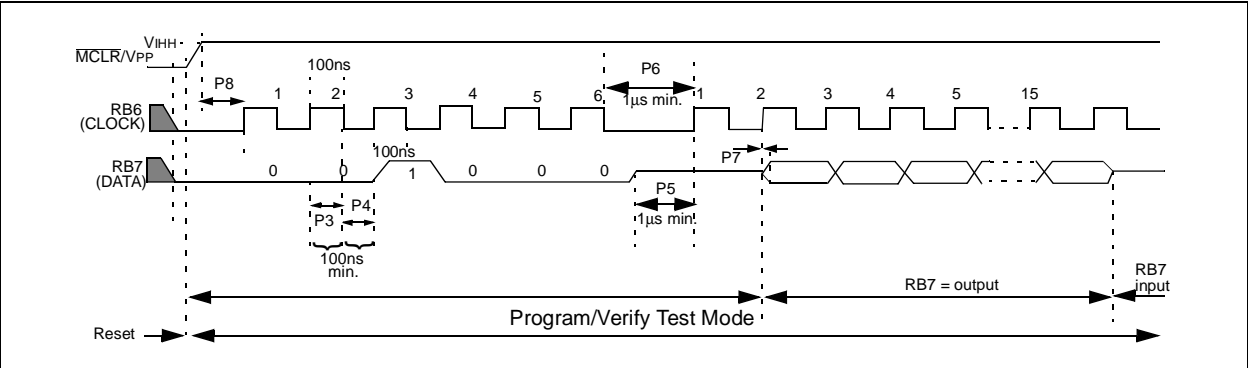 VIHH
MCLR/VPP
100ns
P8
P6
1µs min.
1 2 3 4 5 6 1 2 3 4 5 15
RB6
(CLOCK)
100ns
P7
RB7
(DATA)
0 0 1 0 0 0
P5
1µs min.
P3
P4
100ns
min.
RB7 = output
RB7
input
Program/Verify Test Mode
Reset